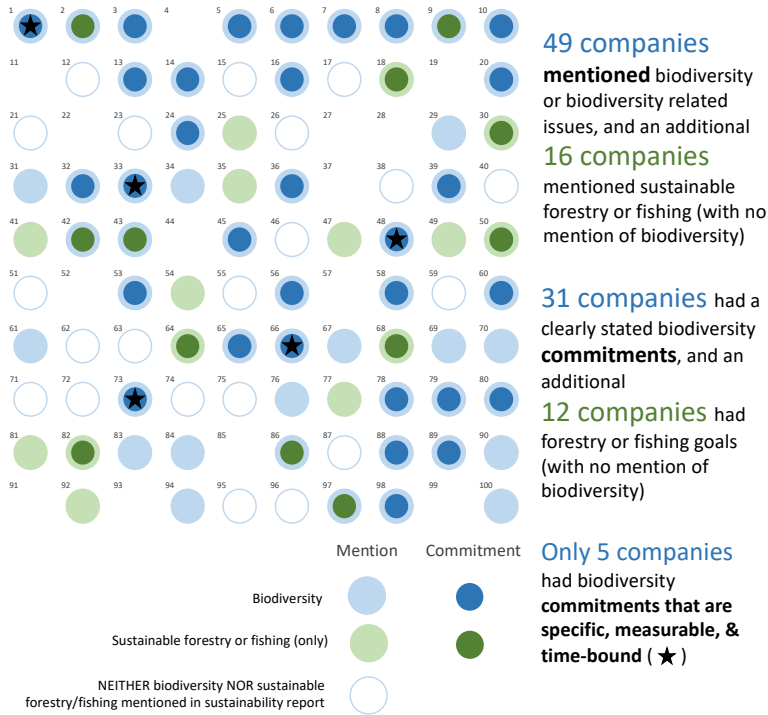 1 2 3 4 5 6 7 8 9 10
11 12 13 14 15 16 17 18 19 20
21 22 23 24 25 26 27 28 29 30
31 32 33 34 35 36 37 38 39 40
41 42 43 44 45 46 47 48 49 50
51 52 53 54 55 56 57 58 59 60
61 62 63 64 65 66 67 68 69 70
71 72 73 74 75 76 77 78 79 80
81 82 83 84 85 86 87 88 89 90
91 92 93 94 95 96 97 98 99 100
49 companies
mentioned biodiversity
or biodiversity related
issues, and an additional
16 companies
mentioned sustainable
forestry or fishing (with no
mention of biodiversity)
31 companies had a
clearly stated biodiversity
commitments, and an
additional
12 companies had
forestry or fishing goals
(with no mention of
biodiversity)
Only 5 companies
had biodiversity
commitments that are
specific, measurable, &
time-bound ( ★ )
Mention Commitment
Biodiversity
Sustainable forestry or fishing (only)
NEITHER biodiversity NOR sustainable
forestry/fishing mentioned in sustainability report